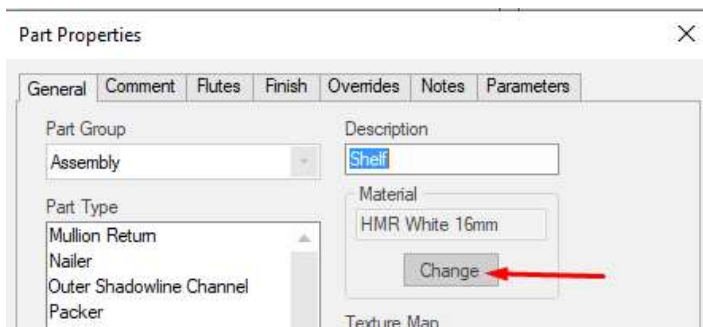 Part Properties
General Comment Flutes Finish Overrides Notes Parameters
Part Group
Assembly
Part Type
Mullion Return
Nailer
Outer Shadowline Channel
Packer
Description
Shelf
Material
HMR White 16mm
Change
Texture Map